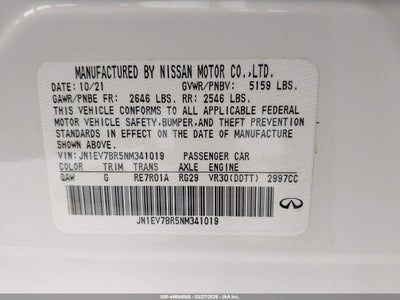 MANUFACTURED BY NISSAN MOTOR CO.,LTD.
DATE: 10/21 GVWR/PNBV: 5159 LBS.
GAWR/PNBE FR: 2646 LBS. RR: 2546 LBS.
THIS VEHICLE CONFORMS TO ALL APPLICABLE FEDERAL
MOTOR VEHICLE SAFETY, BUMPER, AND THEFT PREVENTION
STANDARDS IN EFFECT ON THE DATE OF MANUFACTURE
SHOWN ABOVE.
VIN: JN1EV7BR5NM341019 PASSENGER CAR
COLOR TRIM TRANS AXLE ENGINE
QAW G RE7R01A RG29 VR30(DDTT) 2997CC
JN1EV7BR5NM341019
INFINITI